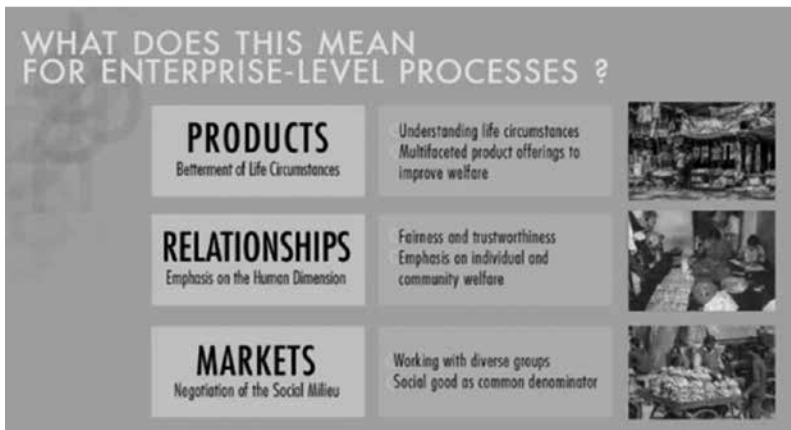 WHAT DOES THIS MEAN
FOR ENTERPRISE-LEVEL PROCESSES ?
PRODUCTS
Betterment of Life Circumstances
Understanding life circumstances
Multifaceted product offerings to
improve welfare
RELATIONSHIPS
Emphasis on the Human Dimension
Fairness and trustworthiness
Emphasis on individual and
community welfare
MARKETS
Negotiation of the Social Milieu
Working with diverse groups
Social good as common denominator